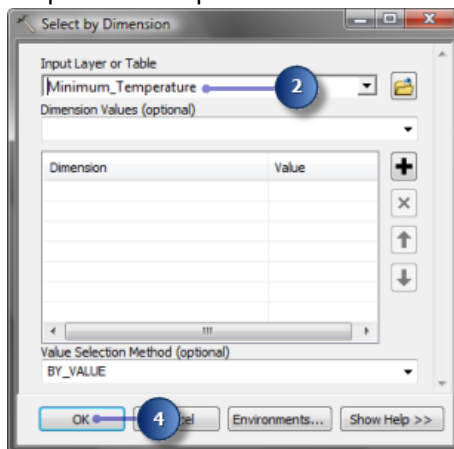 Select by Dimension
Input Layer or Table
Minimum_Temperature
2
Dimension Values (optional)
Dimension Value
Value Selection Method (optional)
BY_VALUE
OK 4 Environments... Show Help >>